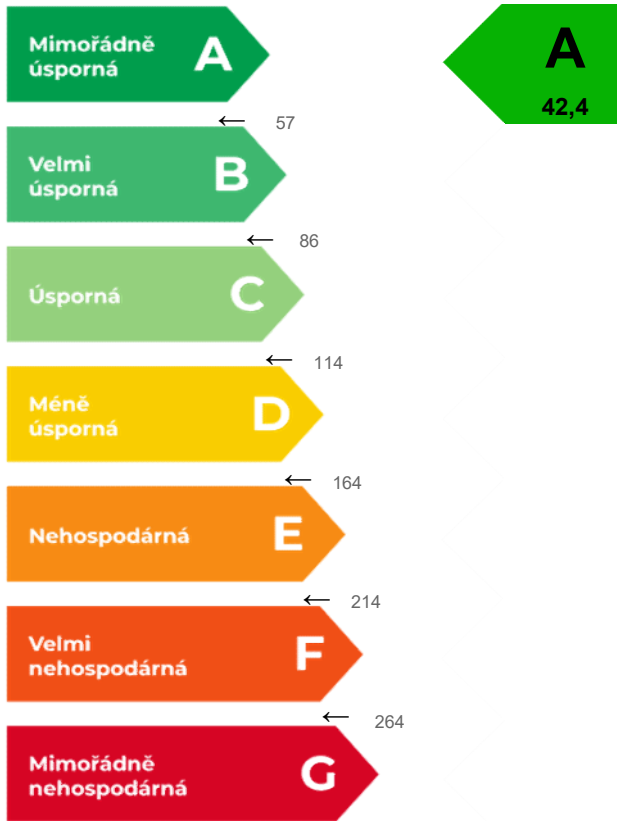 Mimořádně
úsporná
A
A
42,4
← 57
Velmi
úsporná
B
← 86
Úsporná
C
← 114
Méně
úsporná
D
← 164
Nehospodárná
E
← 214
Velmi
nehospodárná
F
← 264
Mimořádně
nehospodárná
G